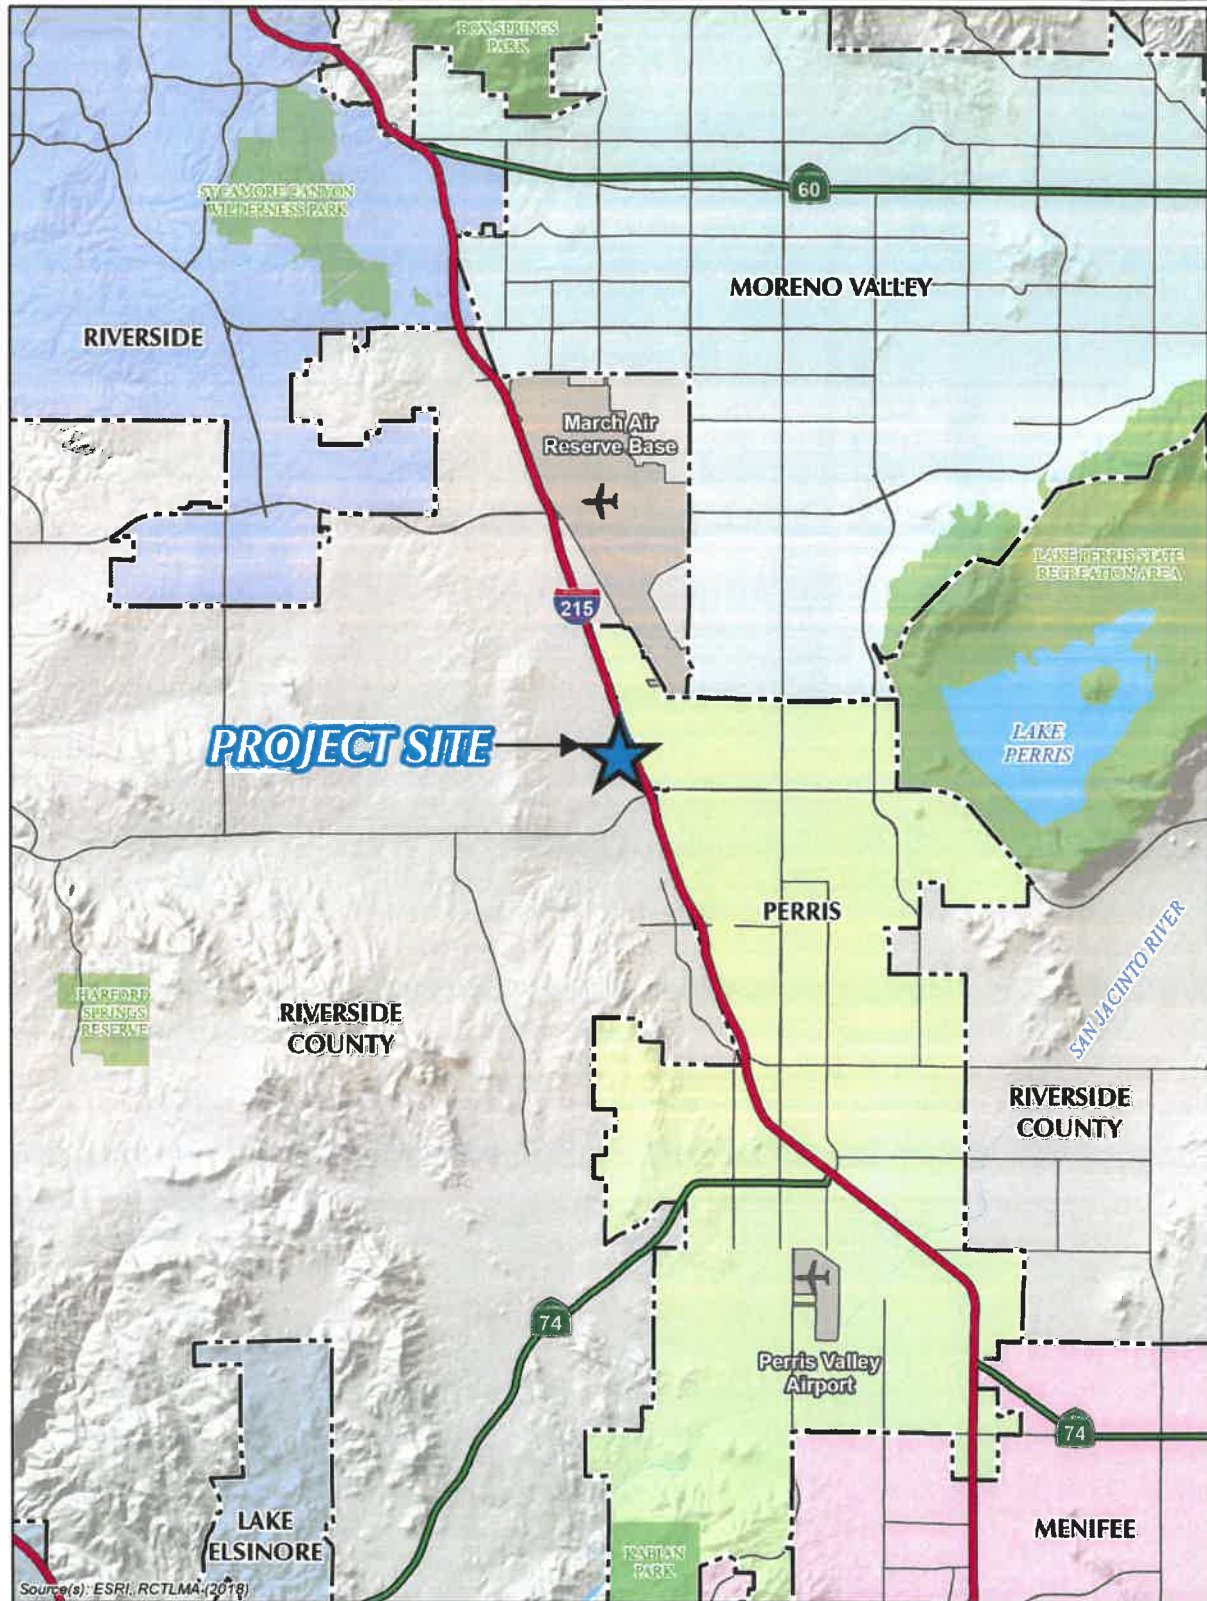 BOX SPRINGS
PARK
SYCAMORE CANYON
WILDERNESS PARK
60
MORENO VALLEY
RIVERSIDE
March Air
Reserve Base
LAKE PERRIS STATE
RECREATION AREA
215
PROJECT SITE
LAKE
PERRIS
PERRIS
SAN JACINTO RIVER
HARFORD
SPRINGS
RESERVE
RIVERSIDE
COUNTY
RIVERSIDE
COUNTY
74
Perris Valley
Airport
74
LAKE
ELSINORE
MENIFEE
KABIAN
PARK
Source(s): ESRI, RCTLMA (2018)